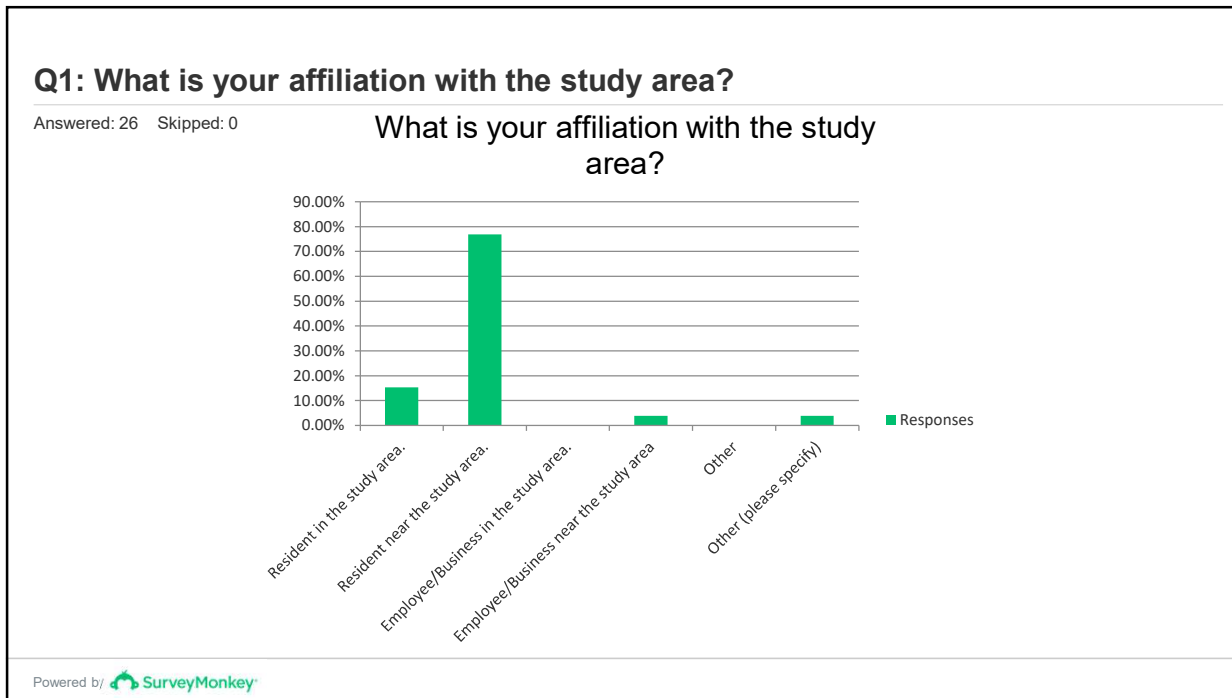 Q1: What is your affiliation with the study area?
Answered: 26 Skipped: 0
What is your affiliation with the study
area?
90.00%
80.00%
70.00%
60.00%
50.00%
40.00%
30.00%
20.00%
10.00%
0.00%
Resident in the study area.
Resident near the study area.
Employee/Business in the study area.
Employee/Business near the study area
Other
Other (please specify)
Responses
Powered by SurveyMonkey